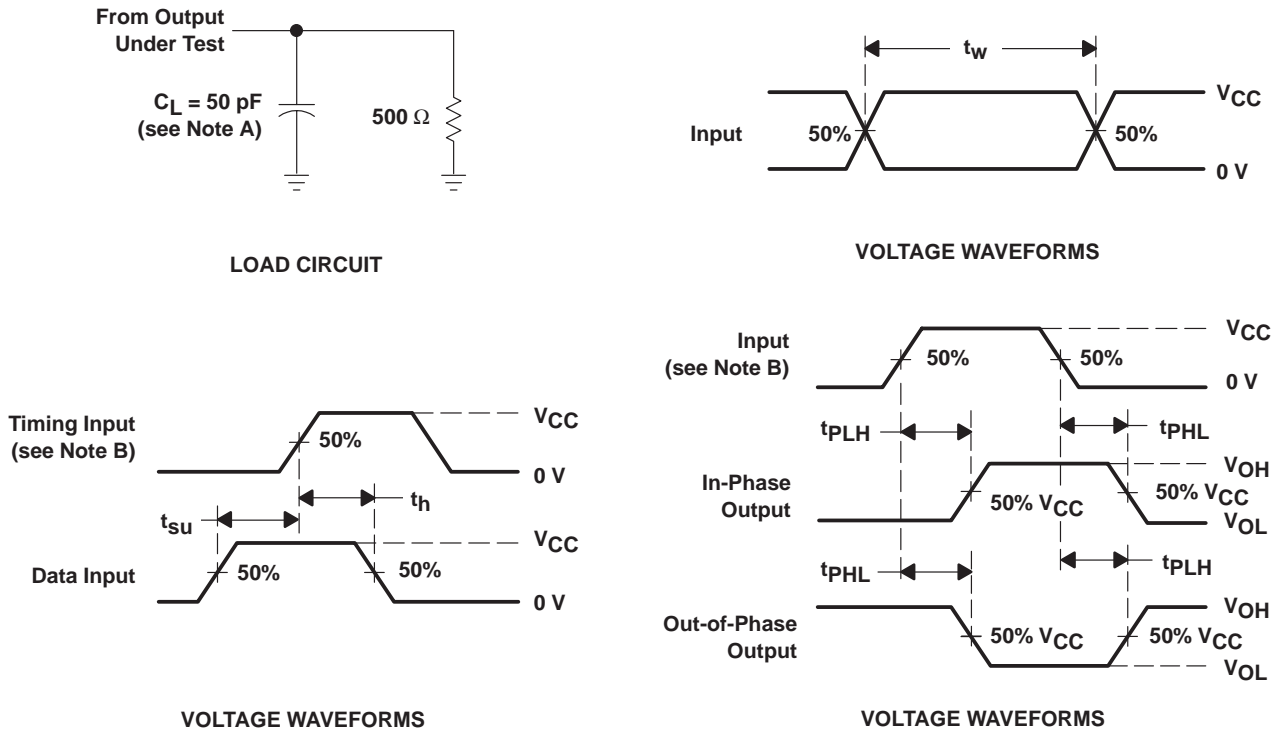 From Output
Under Test
CL = 50 pF
(see Note A)
500 Ω
LOAD CIRCUIT
tw
VCC
Input
50%
50%
0 V
VOLTAGE WAVEFORMS
Timing Input
(see Note B)
50%
VCC
0 V
th
tsu
VCC
Data Input
50%
50%
0 V
VOLTAGE WAVEFORMS
Input
(see Note B)
50%
50%
VCC
0 V
tPLH
tPHL
In-Phase
Output
50% VCC
VOH
50% VCC
VOL
tPHL
tPLH
Out-of-Phase
Output
50% VCC
VOH
50% VCC
VOL
VOLTAGE WAVEFORMS